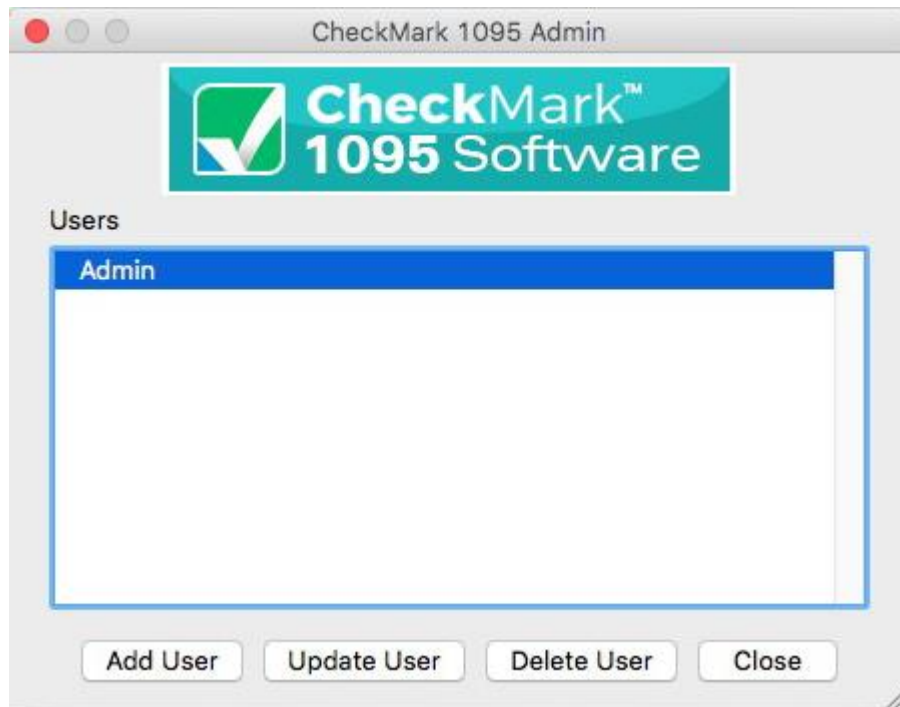 CheckMark 1095 Admin
CheckMark™
1095 Software
Users
Admin
Add User Update User Delete User Close